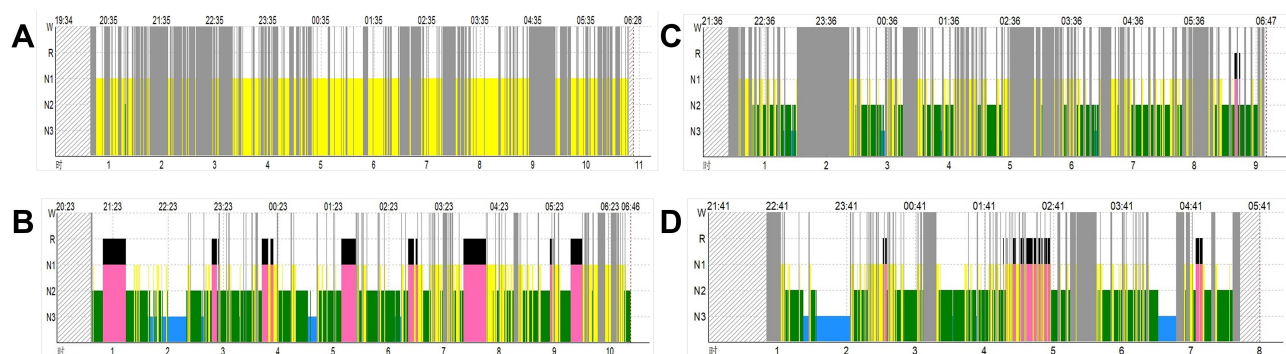 A
19:34 20:35 21:35 22:35 23:35 00:35 01:35 02:35 03:35 04:35 05:35 06:28
W
R
N1
N2
N3
时 1 2 3 4 5 6 7 8 9 10 11
C
21:36 22:36 23:36 00:36 01:36 02:36 03:36 04:36 05:36 06:47
W
R
N1
N2
N3
时 1 2 3 4 5 6 7 8 9
B
20:23 21:23 22:23 23:23 00:23 01:23 02:23 03:23 04:23 05:23 06:23 06:46
W
R
N1
N2
N3
时 1 2 3 4 5 6 7 8 9 10
D
21:41 22:41 23:41 00:41 01:41 02:41 03:41 04:41 05:41
W
R
N1
N2
N3
时 1 2 3 4 5 6 7 8